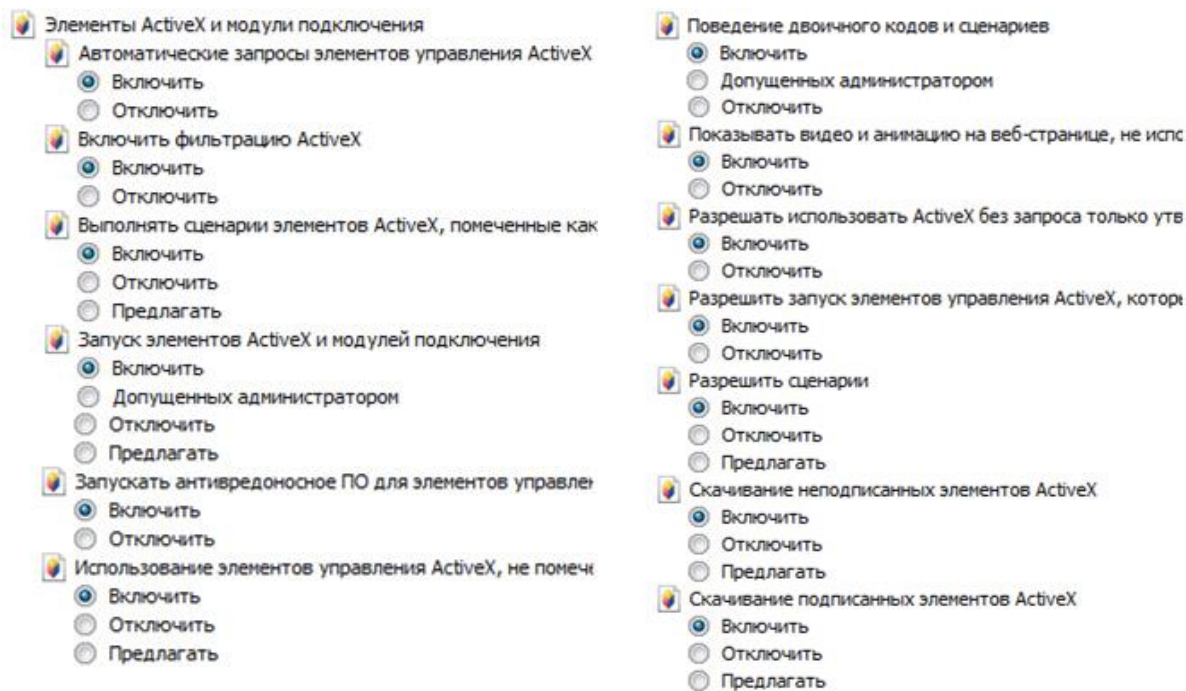 Элементы ActiveX и модули подключения
Автоматические запросы элементов управления ActiveX
Включить
Отключить
Включить фильтрацию ActiveX
Включить
Отключить
Выполнять сценарии элементов ActiveX, помеченные как
Включить
Отключить
Предлагать
Запуск элементов ActiveX и модулей подключения
Включить
Допущенных администратором
Отключить
Предлагать
Запускать антивредоносное ПО для элементов управлен
Включить
Отключить
Использование элементов управления ActiveX, не помече
Включить
Отключить
Предлагать
Поведение двоичного кодов и сценариев
Включить
Допущенных администратором
Отключить
Показывать видео и анимацию на веб-странице, не испс
Включить
Отключить
Разрешать использовать ActiveX без запроса только утв
Включить
Отключить
Разрешить запуск элементов управления ActiveX, которы
Включить
Отключить
Разрешить сценарии
Включить
Отключить
Предлагать
Скачивание неподписанных элементов ActiveX
Включить
Отключить
Предлагать
Скачивание подписанных элементов ActiveX
Включить
Отключить
Предлагать